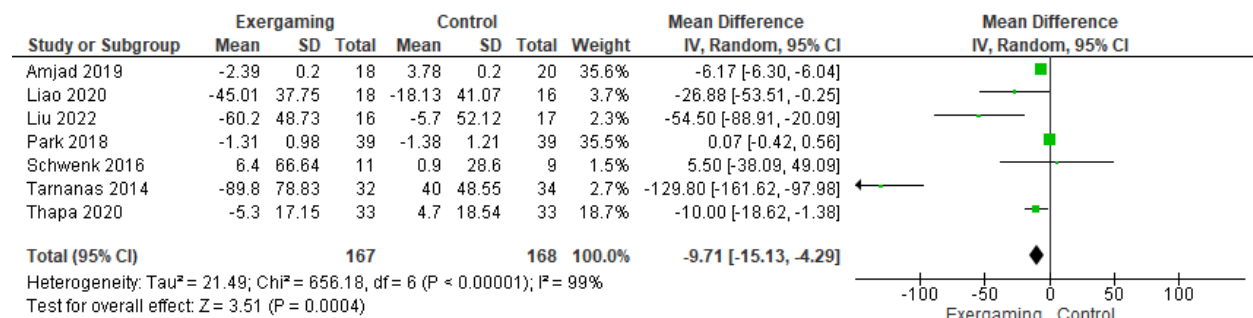 Exergaming Control Mean Difference Mean Difference
Study or Subgroup Mean SD Total Mean SD Total Weight IV, Random, 95% CI IV, Random, 95% CI
Amjad 2019 -2.39 0.2 18 3.78 0.2 20 35.6% -6.17 [-6.30, -6.04]
Liao 2020 -45.01 37.75 18 -18.13 41.07 16 3.7% -26.88 [-53.51, -0.25]
Liu 2022 -60.2 48.73 16 -5.7 52.12 17 2.3% -54.50 [-88.91, -20.09]
Park 2018 -1.31 0.98 39 -1.38 1.21 39 35.5% 0.07 [-0.42, 0.56]
Schwenk 2016 6.4 66.64 11 0.9 28.6 9 1.5% 5.50 [-38.09, 49.09]
Tarnanas 2014 -89.8 78.83 32 40 48.55 34 2.7% -129.80 [-161.62, -97.98]
Thapa 2020 -5.3 17.15 33 4.7 18.54 33 18.7% -10.00 [-18.62, -1.38]
Total (95% CI) 167 168 100.0% -9.71 [-15.13, -4.29]
Heterogeneity: Tau² = 21.49; Chi² = 656.18, df = 6 (P < 0.00001); I² = 99%
Test for overall effect: Z = 3.51 (P = 0.0004)
-100 -50 0 50 100
Exergaming Control